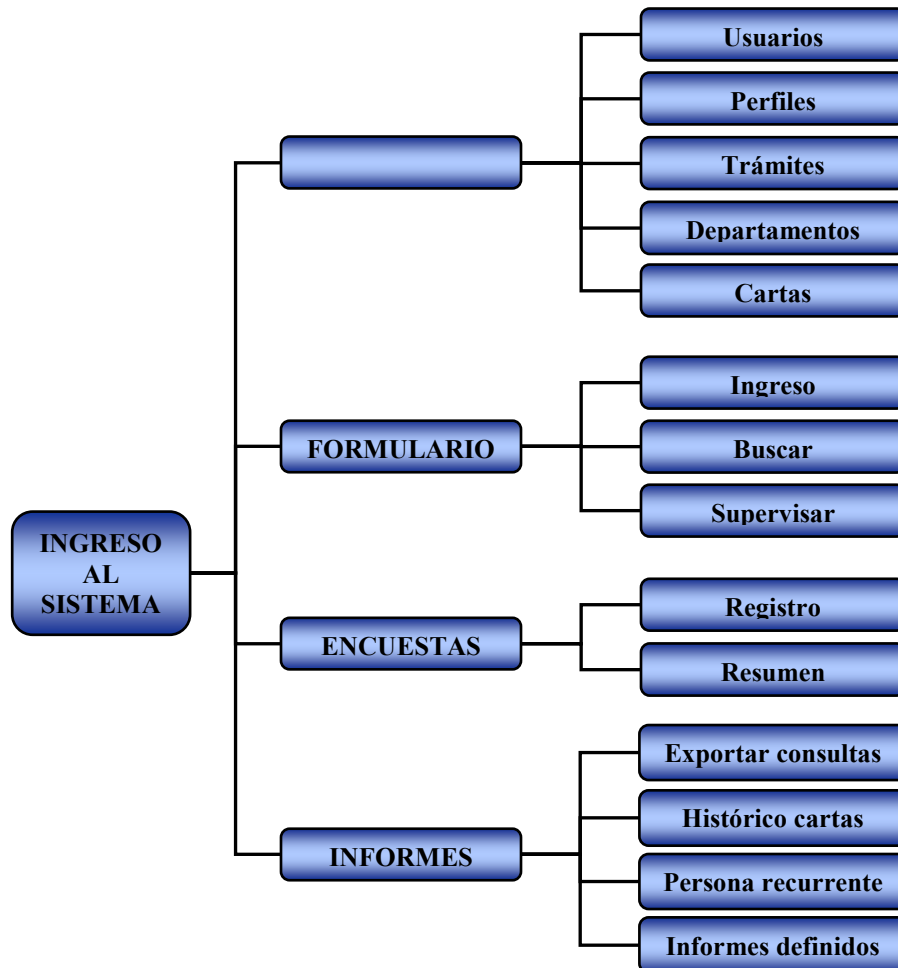 INGRESO
AL
SISTEMA
Usuarios
Perfiles
Trámites
Departamentos
Cartas
FORMULARIO
Ingreso
Buscar
Supervisar
ENCUESTAS
Registro
Resumen
INFORMES
Exportar consultas
Histórico cartas
Persona recurrente
Informes definidos